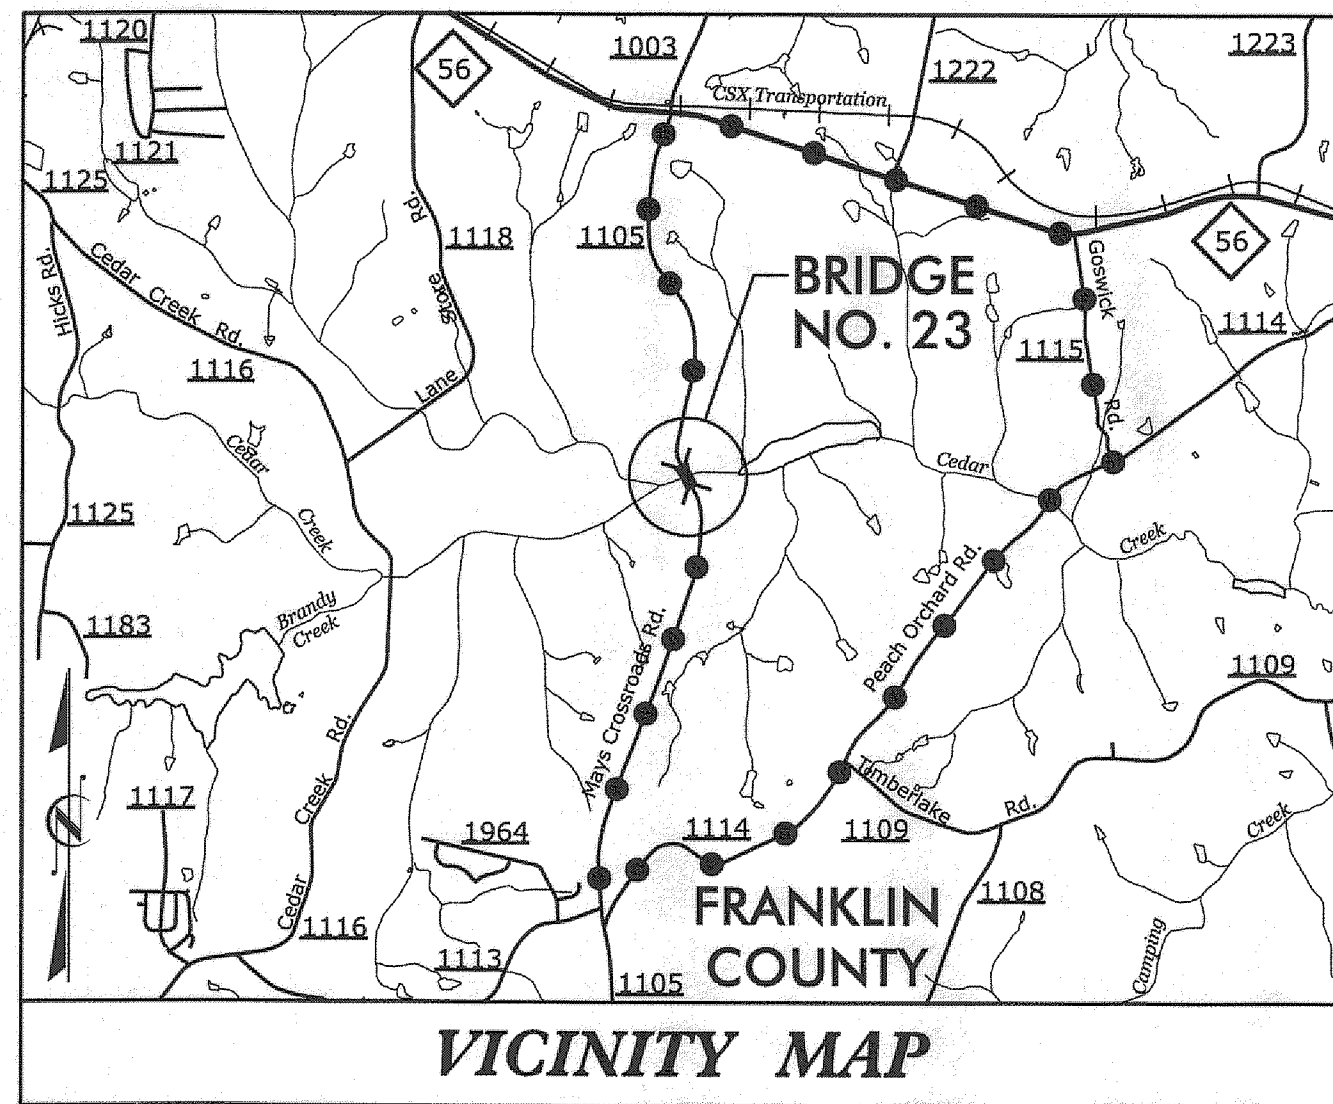 1120
56
1003
1222
1223
CSX Transportation
1121
1125
Hicks Rd.
Cedar Creek Rd.
Rd.
1118
1105
Goswick
56
BRIDGE
NO. 23
Store
1114
1115
1116
Lane
Rd.
Cedar
Cedar
1125
Creek
Creek
Peach Orchard Rd.
Brandy
Creek
1183
Mays Crossroads Rd.
1109
Rd.
Timberlake
Rd.
1117
Creek
1964
1114
1109
Creek
FRANKLIN
COUNTY
1108
Cedar
1116
1113
1105
Camping
N
VICINITY MAP